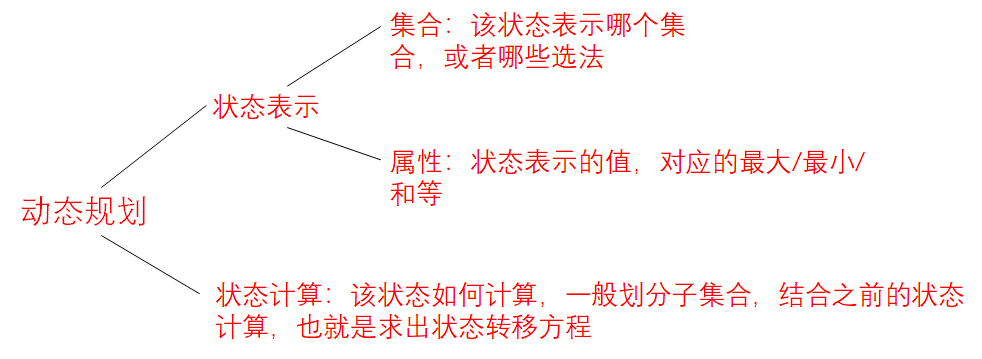 集合：该状态表示哪个集
合，或者哪些选法
状态表示
属性：状态表示的值，对应的最大/最小/
和等
动态规划
状态计算：该状态如何计算，一般划分子集合，结合之前的状态
计算，也就是求出状态转移方程